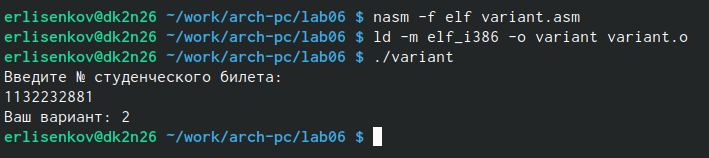 erlisenkov@dk2n26 ~/work/arch-pc/lab06 $ nasm -f elf variant.asm
erlisenkov@dk2n26 ~/work/arch-pc/lab06 $ ld -m elf_i386 -o variant variant.o
erlisenkov@dk2n26 ~/work/arch-pc/lab06 $ ./variant
Введите № студенческого билета:
1132232881
Ваш вариант: 2
erlisenkov@dk2n26 ~/work/arch-pc/lab06 $